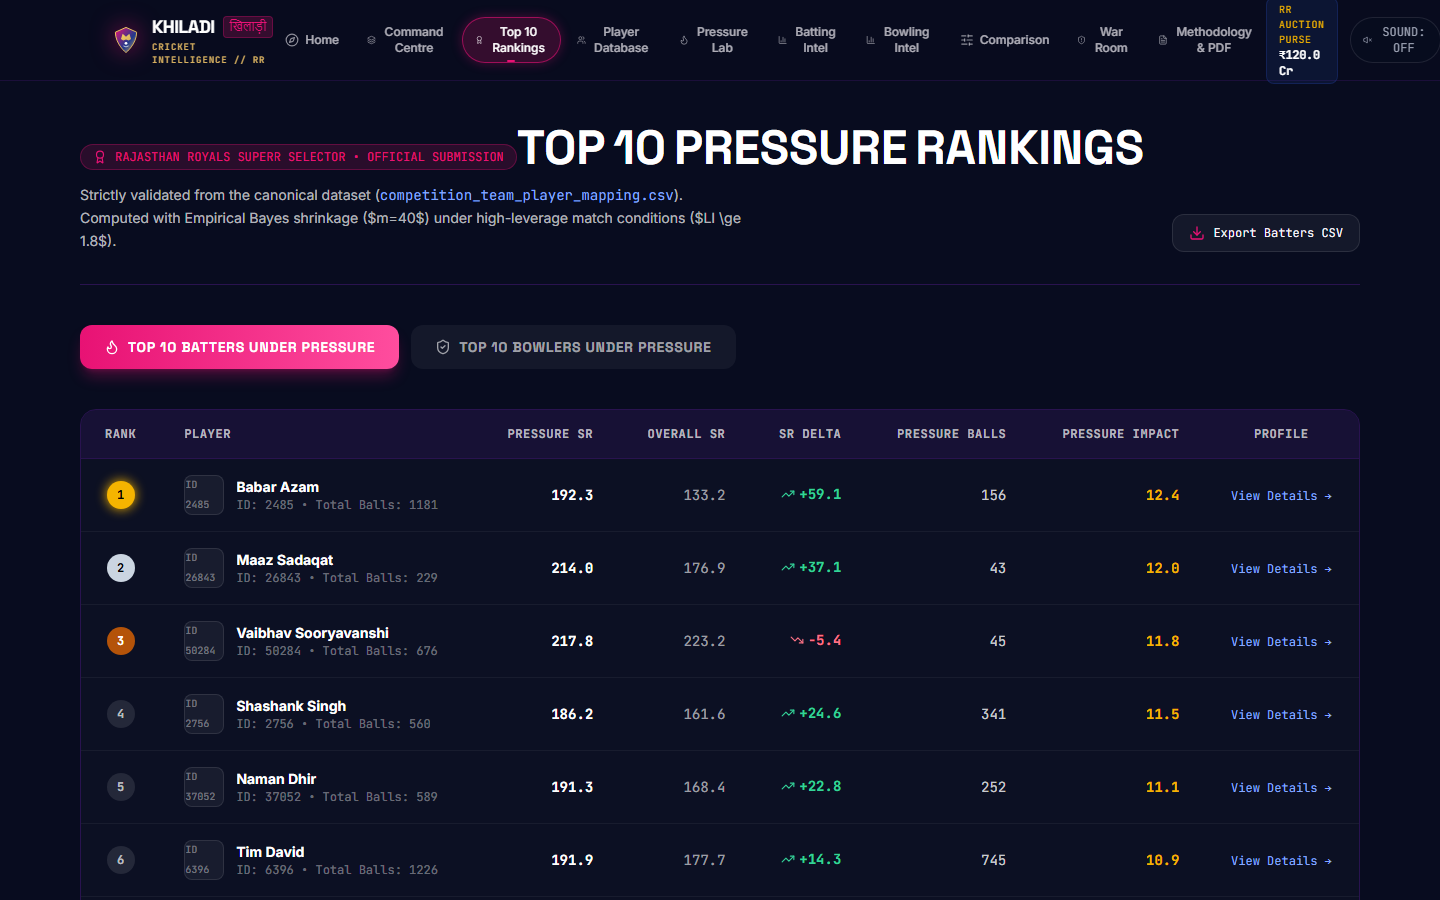 KHILADI खिलाड़ी
CRICKET
INTELLIGENCE // RR
Home
Command
Centre
Top 10
Rankings
Player
Database
Pressure
Lab
Batting
Intel
Bowling
Intel
Comparison
War
Room
Methodology
& PDF
RR
AUCTION
PURSE
₹120.0
Cr
SOUND:
OFF
RAJASTHAN ROYALS SUPERR SELECTOR • OFFICIAL SUBMISSION
TOP 10 PRESSURE RANKINGS
Strictly validated from the canonical dataset (competition_team_player_mapping.csv).
Computed with Empirical Bayes shrinkage ($m=40$) under high-leverage match conditions ($LI \ge
1.8$).
Export Batters CSV
TOP 10 BATTERS UNDER PRESSURE
TOP 10 BOWLERS UNDER PRESSURE
RANK PLAYER PRESSURE SR OVERALL SR SR DELTA PRESSURE BALLS PRESSURE IMPACT PROFILE
1 ID 2485 Babar Azam 192.3 133.2 +59.1 156 12.4 View Details →
ID: 2485 • Total Balls: 1181
2 ID 26843 Maaz Sadaqat 214.0 176.9 +37.1 43 12.0 View Details →
ID: 26843 • Total Balls: 229
3 ID 50284 Vaibhav Sooryavanshi 217.8 223.2 -5.4 45 11.8 View Details →
ID: 50284 • Total Balls: 676
4 ID 2756 Shashank Singh 186.2 161.6 +24.6 341 11.5 View Details →
ID: 2756 • Total Balls: 560
5 ID 37052 Naman Dhir 191.3 168.4 +22.8 252 11.1 View Details →
ID: 37052 • Total Balls: 589
6 ID 6396 Tim David 191.9 177.7 +14.3 745 10.9 View Details →
ID: 6396 • Total Balls: 1226